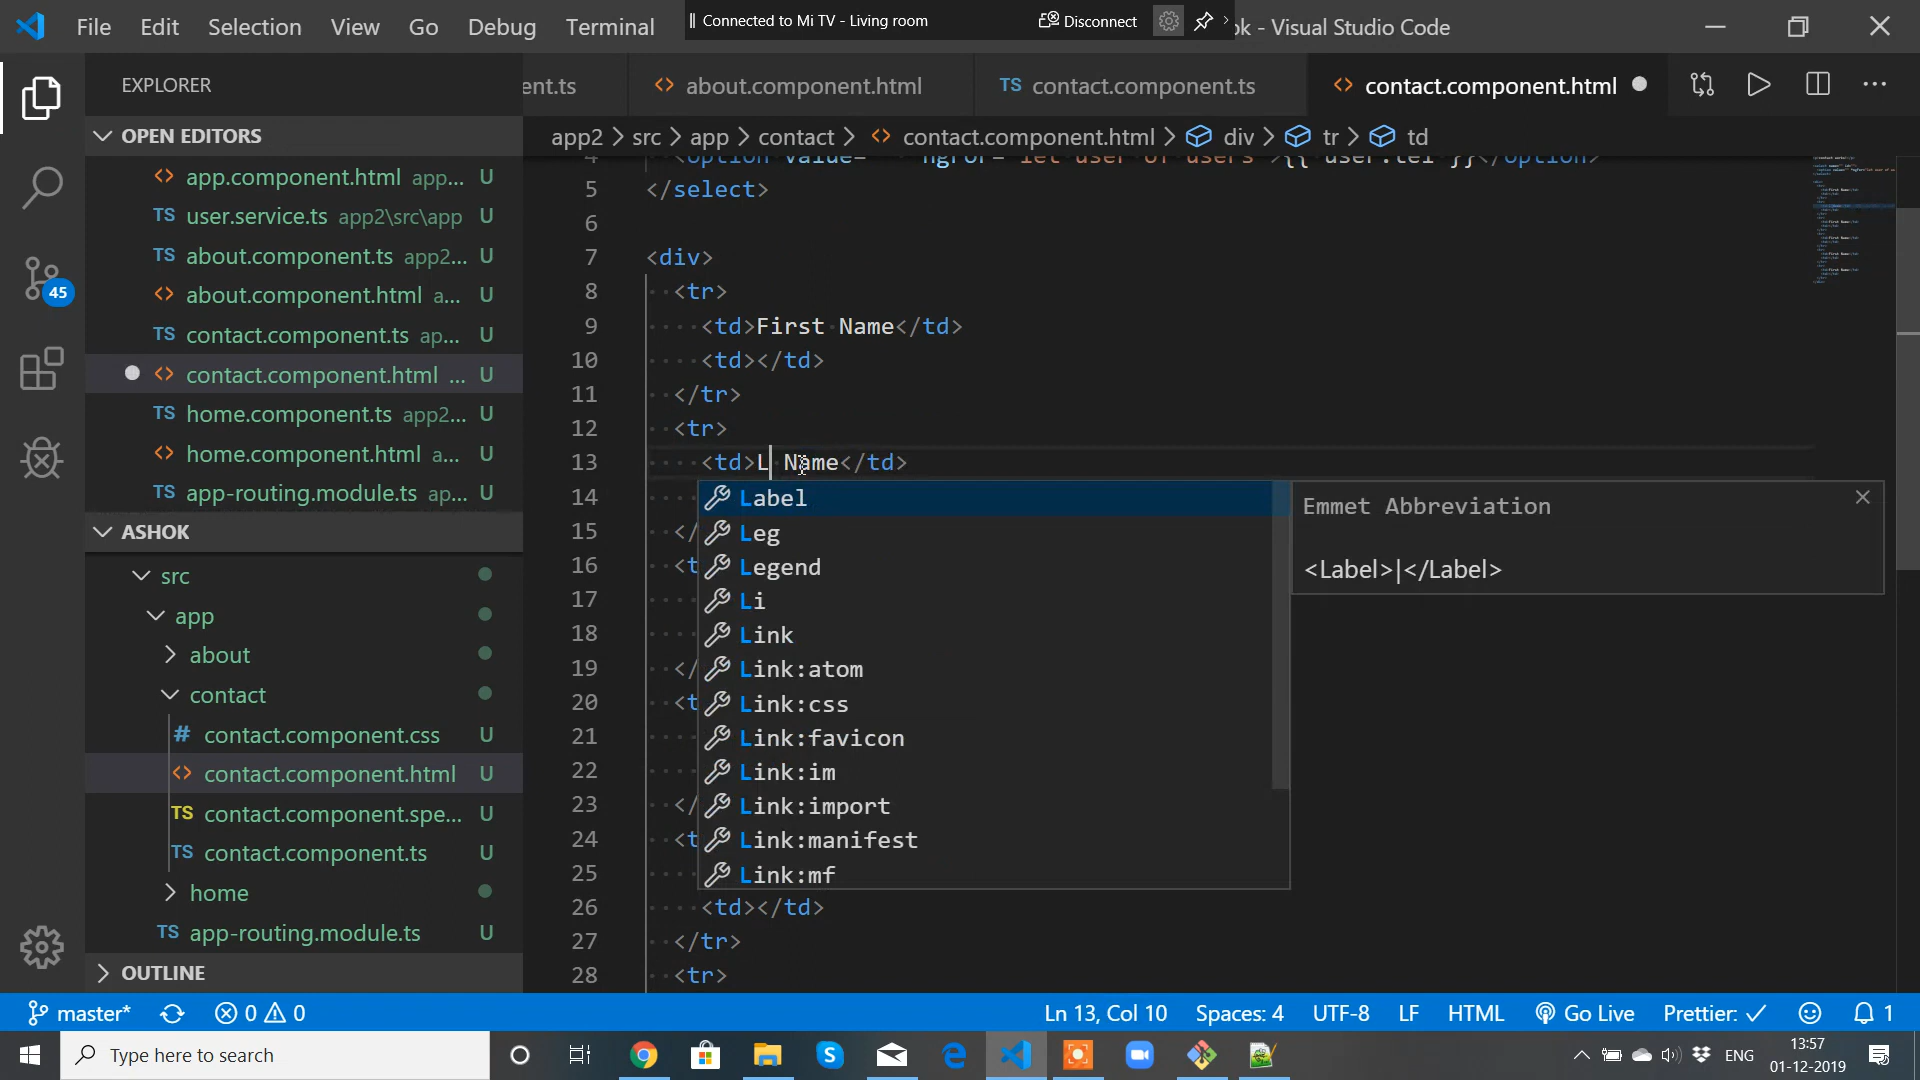 File Edit Selection View Go Debug Terminal
Connected to Mi TV - Living room
Disconnect
ok - Visual Studio Code
EXPLORER
ent.ts
<> about.component.html
TS contact.component.ts
<> contact.component.html
OPEN EDITORS
app2 > src > app > contact > <> contact.component.html > div > tr > td
<> app.component.html app... U
TS user.service.ts app2\src\app U
TS about.component.ts app2... U
<> about.component.html a... U
TS contact.component.ts ap... U
<> contact.component.html ... U
TS home.component.ts app2... U
<> home.component.html a... U
TS app-routing.module.ts ap... U
ASHOK
src
app
about
contact
# contact.component.css U
<> contact.component.html U
TS contact.component.spe... U
TS contact.component.ts U
home
TS app-routing.module.ts U
OUTLINE
45
5 </select>
6
7 <div>
8 <tr>
9 <td>First Name</td>
10 <td></td>
11 </tr>
12 <tr>
13 <td>L Name</td>
14
15 </
16 <t
17
18
19 </
20 <t
21
22
23 </
24 <t
25
26 <td></td>
27 </tr>
28 <tr>
Label
Leg
Legend
Li
Link
Link:atom
Link:css
Link:favicon
Link:im
Link:import
Link:manifest
Link:mf
Emmet Abbreviation
<Label>|</Label>
master* 0 0 Ln 13, Col 10 Spaces: 4 UTF-8 LF HTML Go Live Prettier: ✓ 1
Type here to search
ENG
13:57
01-12-2019